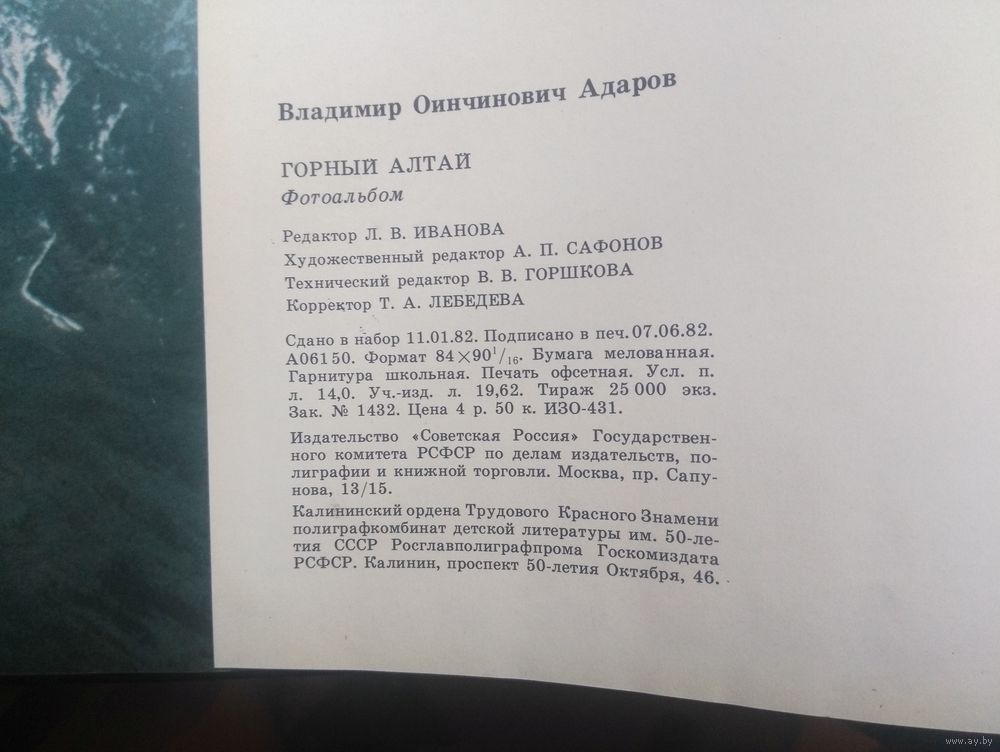 Владимир Оинчинович Адаров
ГОРНЫЙ АЛТАЙ
Фотоальбом
Редактор Л. В. ИВАНОВА
Художественный редактор А. П. САФОНОВ
Технический редактор В. В. ГОРШКОВА
Корректор Т. А. ЛЕБЕДЕВА
Сдано в набор 11.01.82. Подписано в печ. 07.06.82.
А06150. Формат 84×90¹/₁₆. Бумага мелованная.
Гарнитура школьная. Печать офсетная. Усл. п.
л. 14,0. Уч.-изд. л. 19,62. Тираж 25 000 экз.
Зак. № 1432. Цена 4 р. 50 к. ИЗО-431.
Издательство «Советская Россия» Государствен-
ного комитета РСФСР по делам издательств, по-
лиграфии и книжной торговли. Москва, пр. Сапу-
нова, 13/15.
Калининский ордена Трудового Красного Знамени
полиграфкомбинат детской литературы им. 50-ле-
тия СССР Росглавполиграфпрома Госкомиздата
РСФСР. Калинин, проспект 50-летия Октября, 46.
www.ay.by